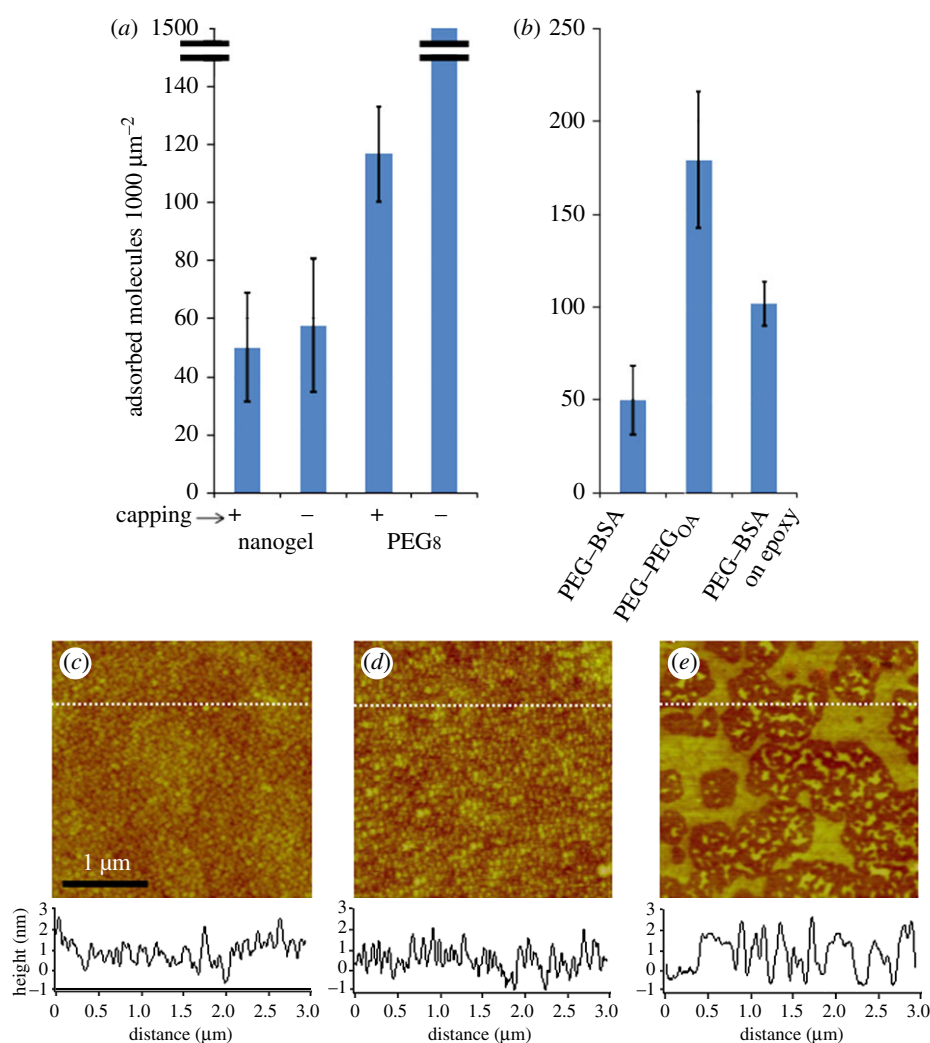 (a)
1500
140
120
100
80
60
40
20
0
adsorbed molecules 1000 μm⁻²
capping → + − + −
nanogel PEG8
(b)
250
200
150
100
50
0
PEG–BSA
PEG–PEG_OA
PEG–BSA
on epoxy
(c)
1 μm
(d)
(e)
height (nm)
3
2
1
0
−1
0 0.5 1.0 1.5 2.0 2.5 3.0
distance (μm)
3
2
1
0
−1
0 0.5 1.0 1.5 2.0 2.5 3.0
distance (μm)
3
2
1
0
−1
0 0.5 1.0 1.5 2.0 2.5 3.0
distance (μm)